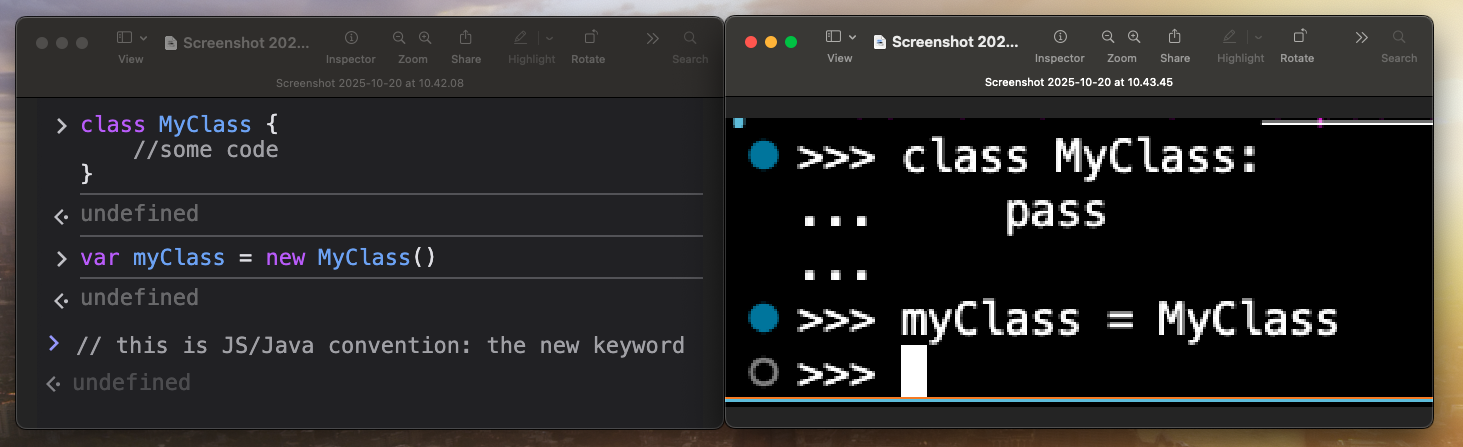 Screenshot 202...
View
Inspector
Zoom
Share
Highlight
Rotate
Search
Screenshot 2025-10-20 at 10.42.08
class MyClass {
//some code
}
undefined
var myClass = new MyClass()
undefined
// this is JS/Java convention: the new keyword
undefined
Screenshot 202...
View
Inspector
Zoom
Share
Highlight
Rotate
Search
Screenshot 2025-10-20 at 10.43.45
>>> class MyClass:
...     pass
...
>>> myClass = MyClass
>>>